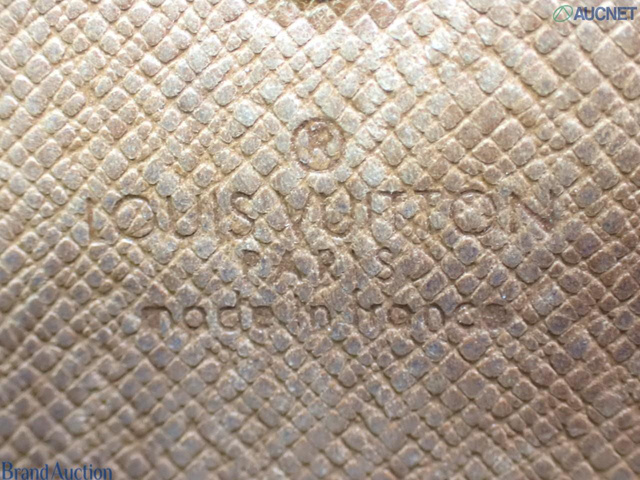 AUCNET
®
LOUIS VUITTON
PARIS
made in france
Brand Auction